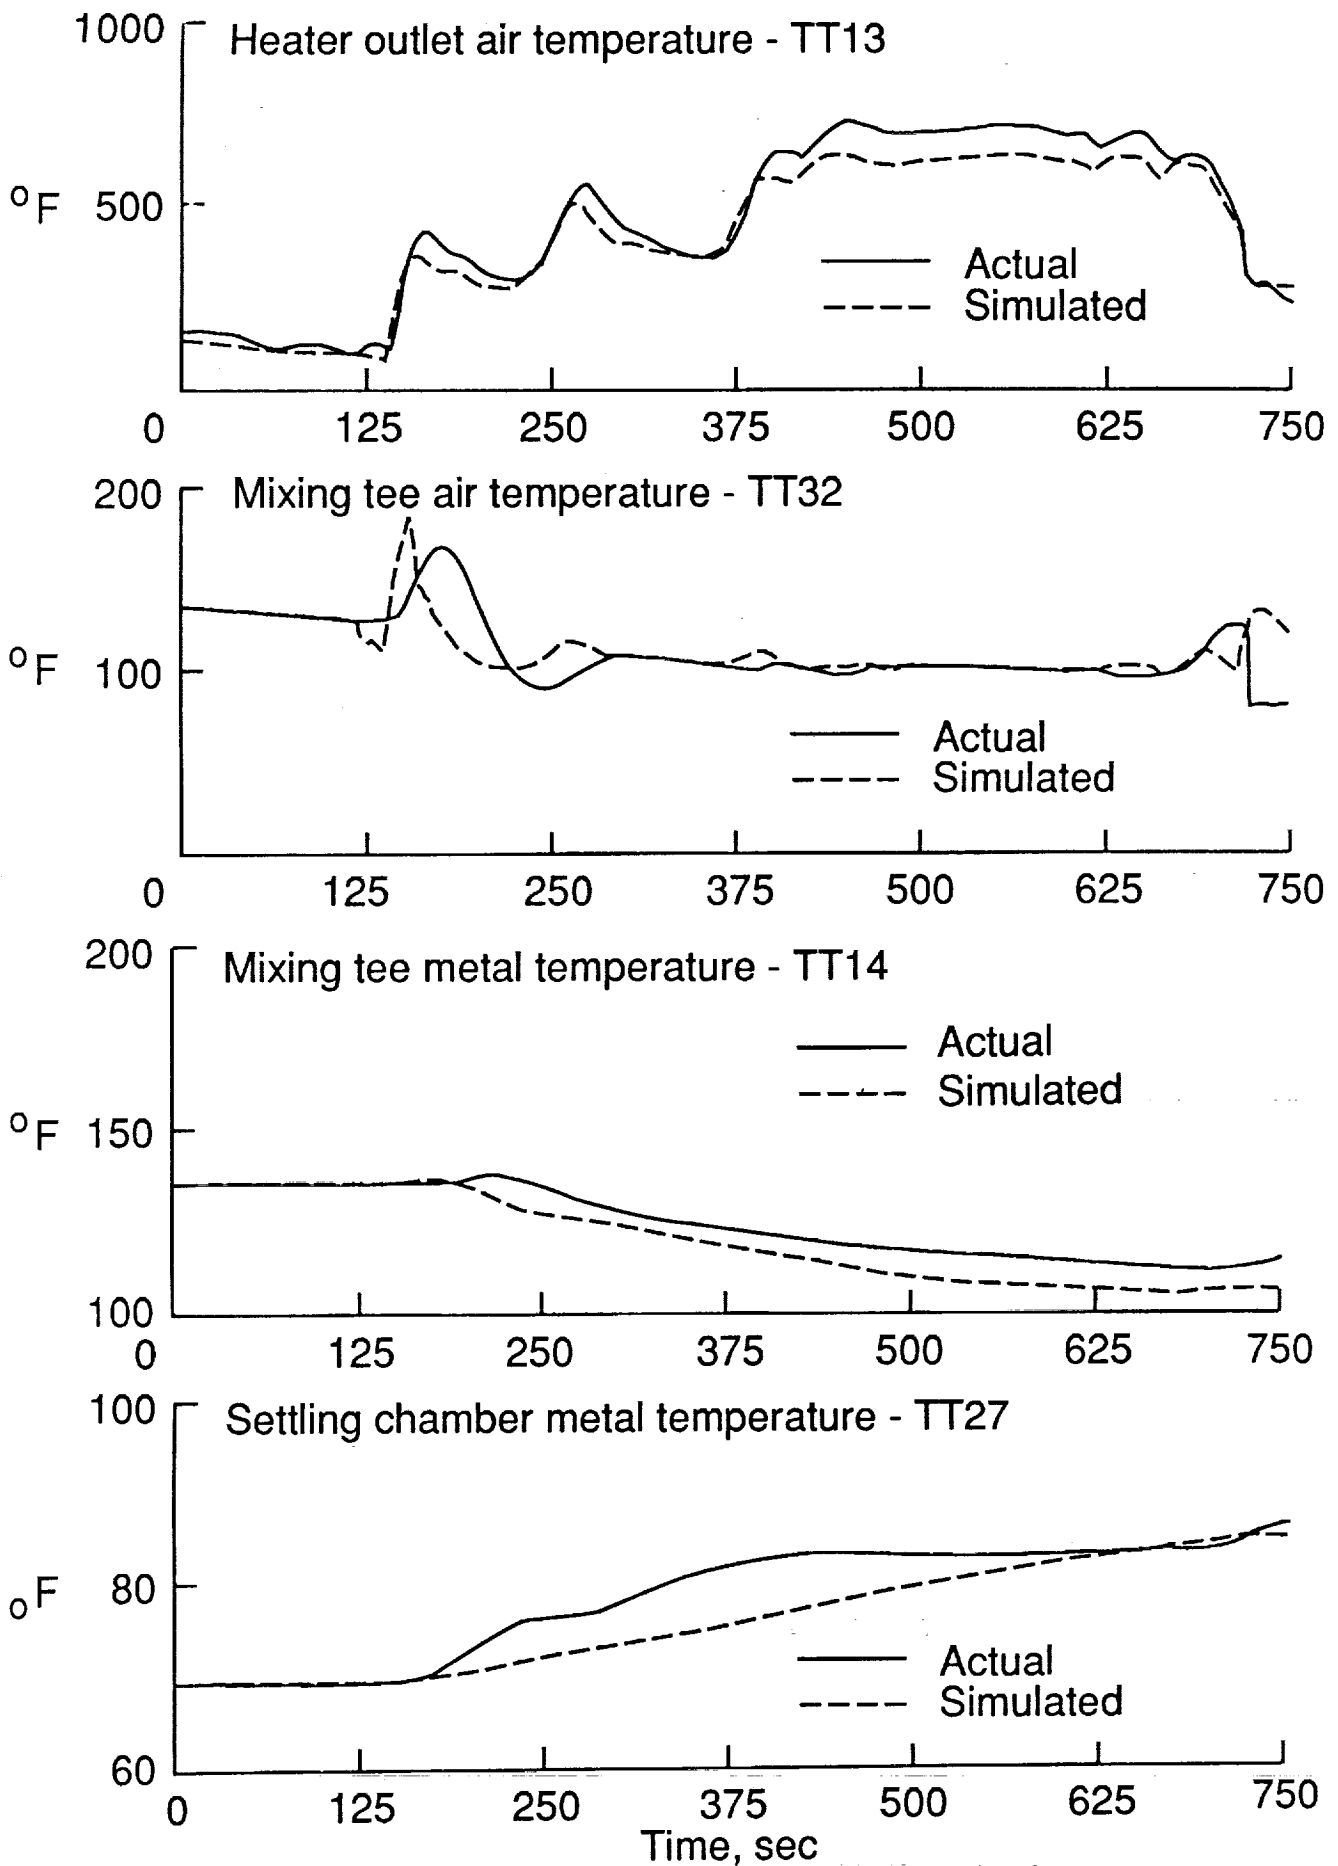 1000 Heater outlet air temperature - TT13
°F 500
Actual
Simulated
0 125 250 375 500 625 750
200 Mixing tee air temperature - TT32
°F 100
Actual
Simulated
0 125 250 375 500 625 750
200 Mixing tee metal temperature - TT14
Actual
Simulated
°F 150
100
0 125 250 375 500 625 750
100 Settling chamber metal temperature - TT27
°F 80
Actual
Simulated
60
0 125 250 375 500 625 750
Time, sec